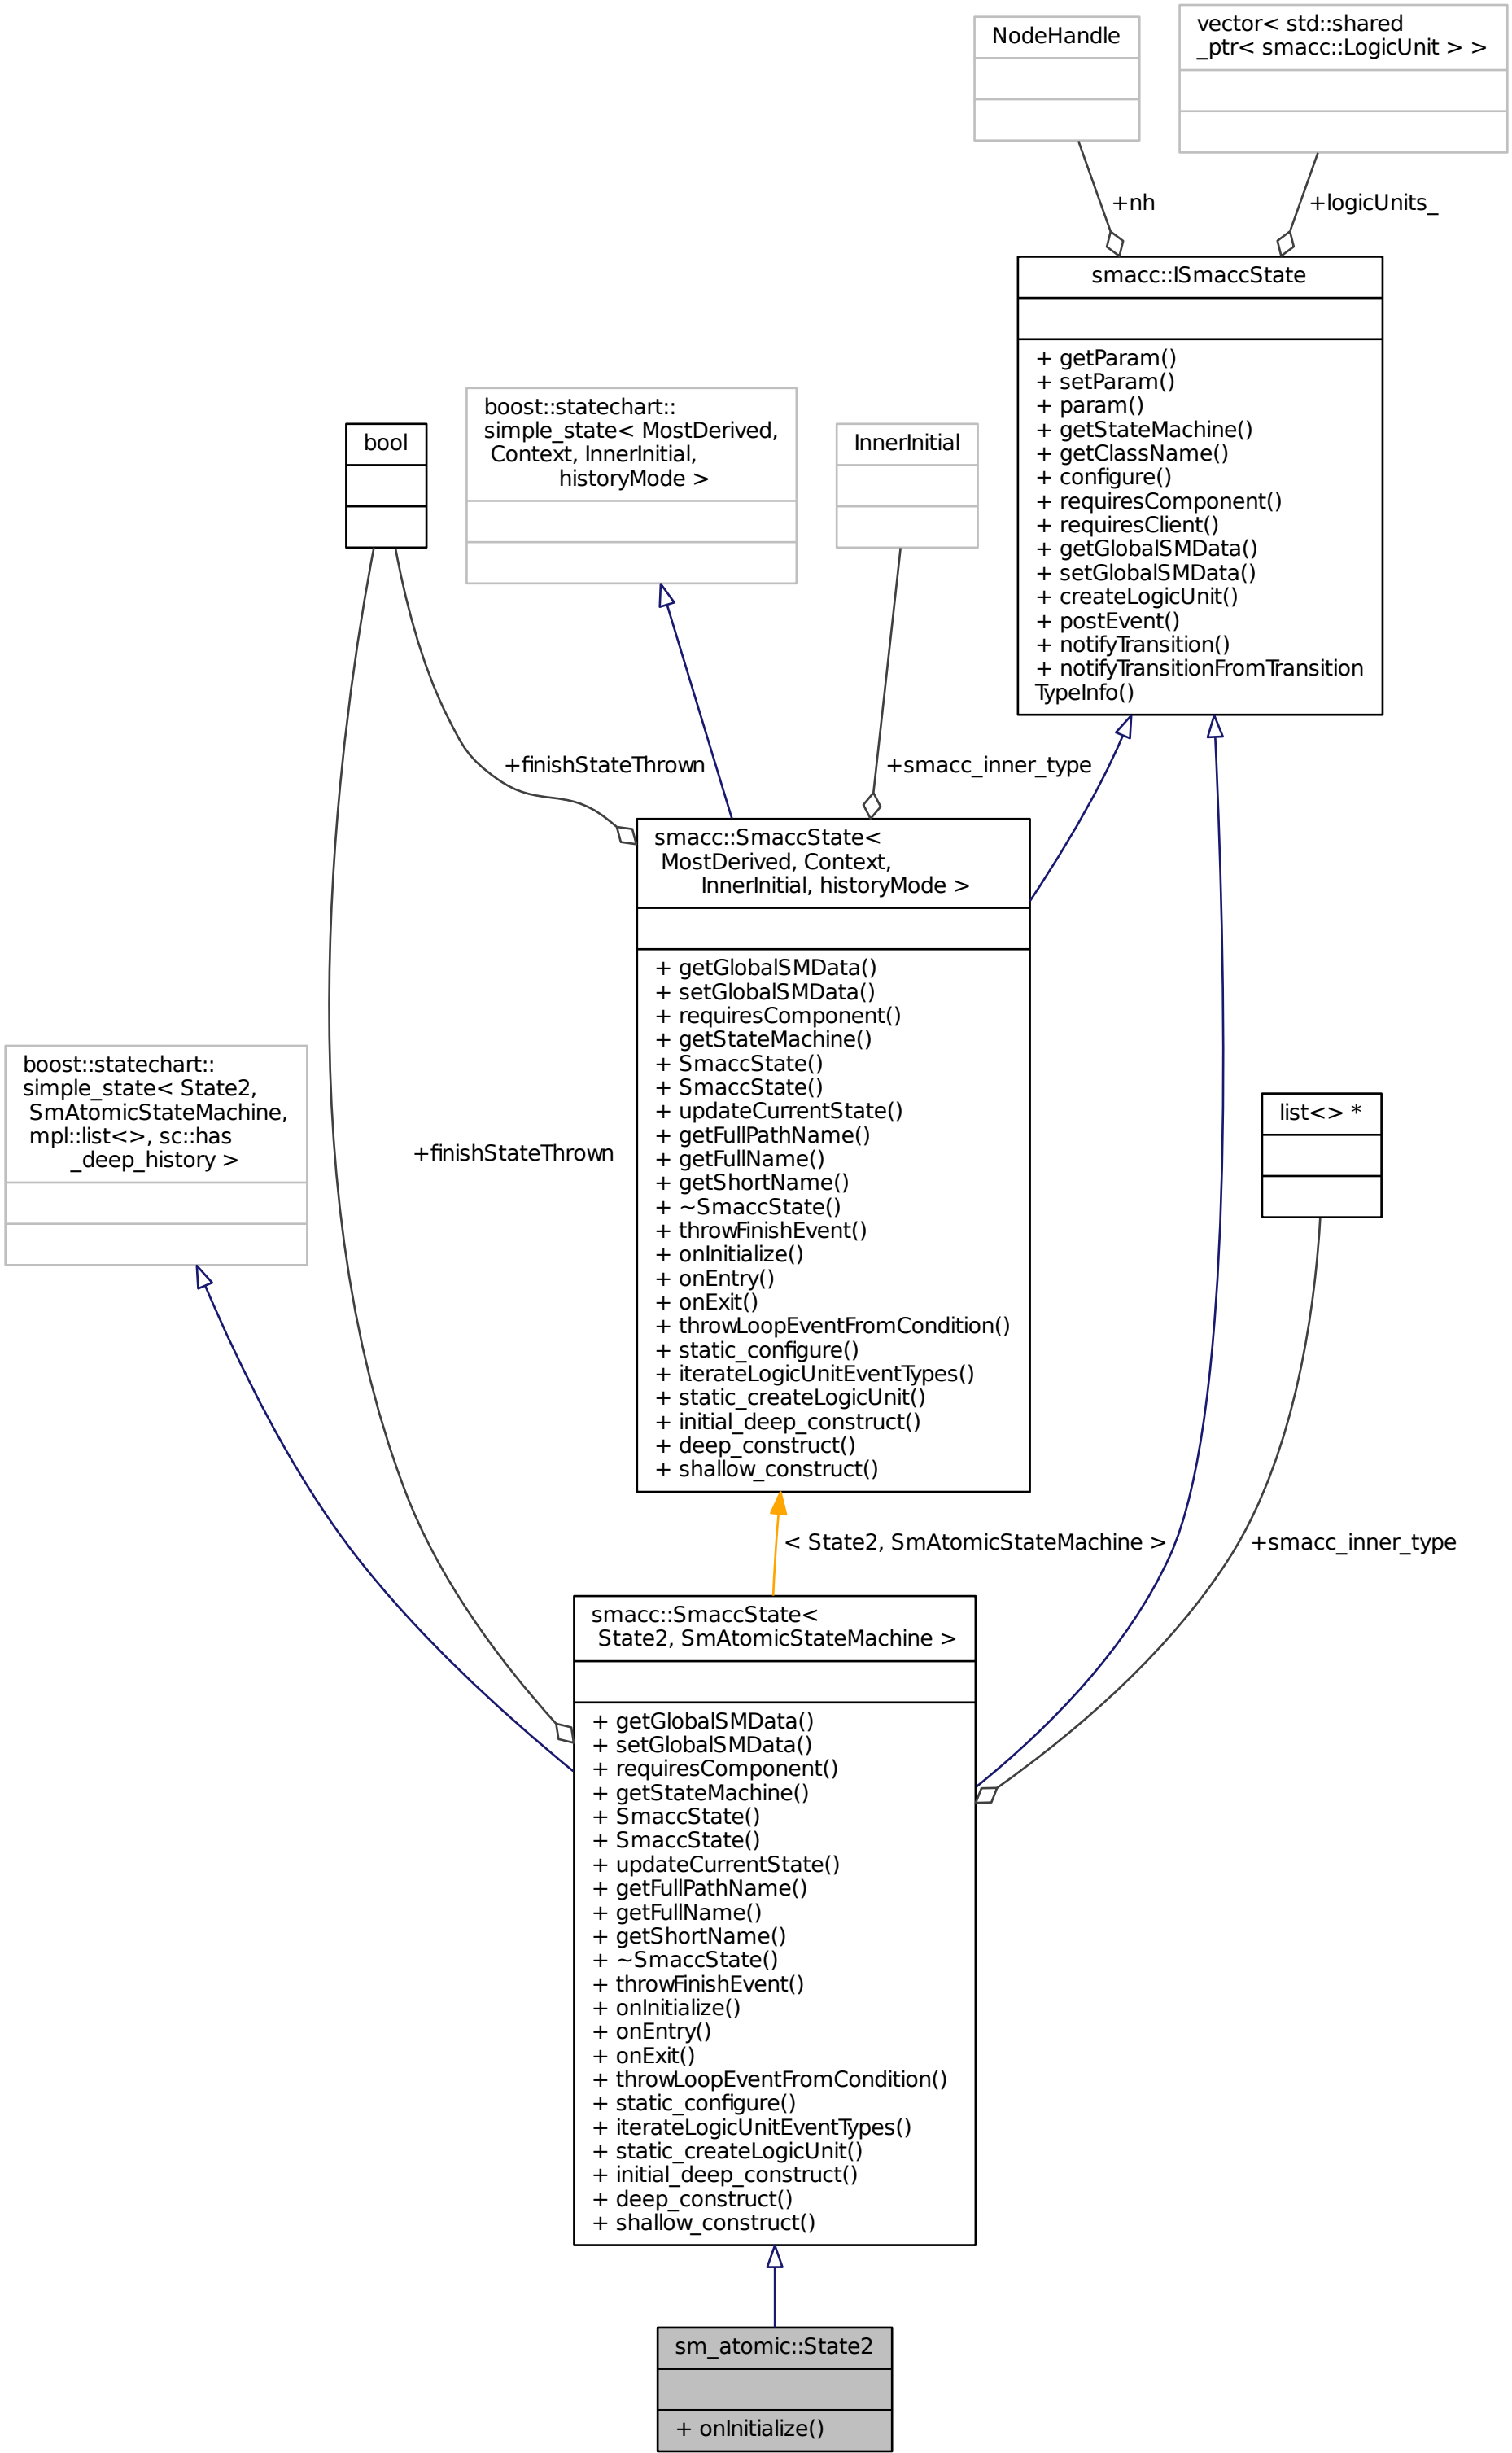 NodeHandle
vector< std::shared
_ptr< smacc::LogicUnit > >
+nh
+logicUnits_
smacc::ISmaccState
+ getParam()
+ setParam()
+ param()
+ getStateMachine()
+ getClassName()
+ configure()
+ requiresComponent()
+ requiresClient()
+ getGlobalSMData()
+ setGlobalSMData()
+ createLogicUnit()
+ postEvent()
+ notifyTransition()
+ notifyTransitionFromTransition
TypeInfo()
bool
boost::statechart::
simple_state< MostDerived,
Context, InnerInitial,
historyMode >
InnerInitial
+finishStateThrown
+smacc_inner_type
smacc::SmaccState<
MostDerived, Context,
InnerInitial, historyMode >
+ getGlobalSMData()
+ setGlobalSMData()
+ requiresComponent()
+ getStateMachine()
+ SmaccState()
+ SmaccState()
+ updateCurrentState()
+ getFullPathName()
+ getFullName()
+ getShortName()
+ ~SmaccState()
+ throwFinishEvent()
+ onInitialize()
+ onEntry()
+ onExit()
+ throwLoopEventFromCondition()
+ static_configure()
+ iterateLogicUnitEventTypes()
+ static_createLogicUnit()
+ initial_deep_construct()
+ deep_construct()
+ shallow_construct()
boost::statechart::
simple_state< State2,
SmAtomicStateMachine,
mpl::list<>, sc::has
_deep_history >
+finishStateThrown
list<> *
< State2, SmAtomicStateMachine >
+smacc_inner_type
smacc::SmaccState<
State2, SmAtomicStateMachine >
+ getGlobalSMData()
+ setGlobalSMData()
+ requiresComponent()
+ getStateMachine()
+ SmaccState()
+ SmaccState()
+ updateCurrentState()
+ getFullPathName()
+ getFullName()
+ getShortName()
+ ~SmaccState()
+ throwFinishEvent()
+ onInitialize()
+ onEntry()
+ onExit()
+ throwLoopEventFromCondition()
+ static_configure()
+ iterateLogicUnitEventTypes()
+ static_createLogicUnit()
+ initial_deep_construct()
+ deep_construct()
+ shallow_construct()
sm_atomic::State2
+ onInitialize()